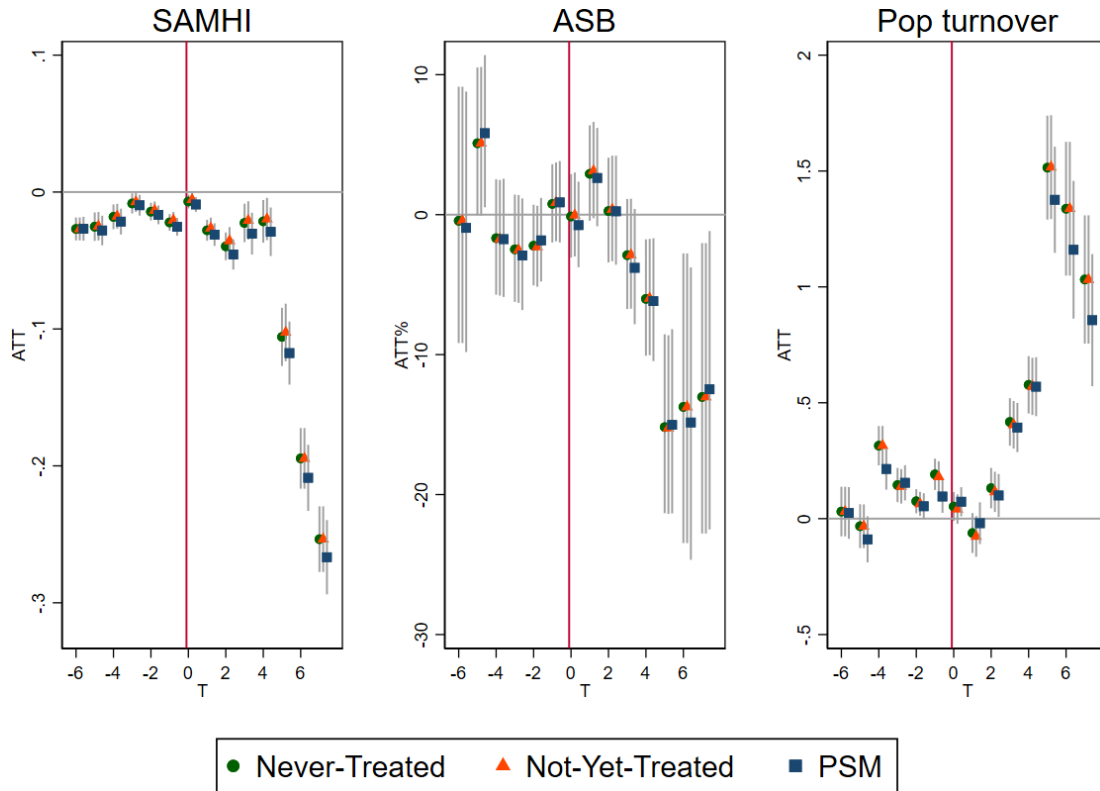 SAMHI
ASB
Pop turnover
.1
0
-.1
-.2
-.3
ATT
-6 -4 -2 0 2 4 6
T
10
0
-10
-20
-30
ATT%
-6 -4 -2 0 2 4 6
T
2
1.5
1
.5
0
-.5
ATT
-6 -4 -2 0 2 4 6
T
Never-Treated Not-Yet-Treated PSM